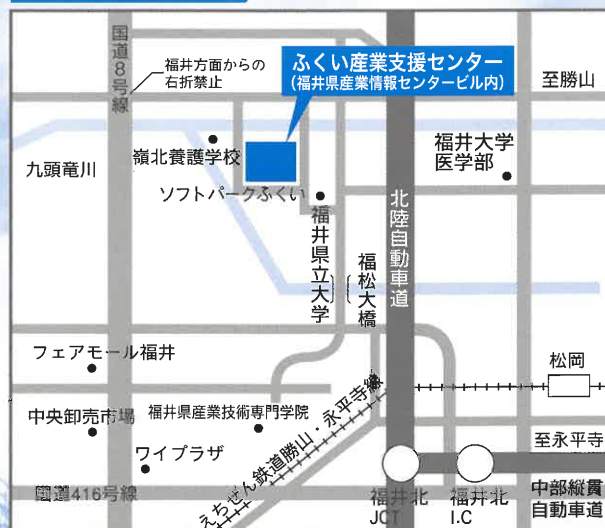 国道8号線
福井方面からの
右折禁止
ふくい産業支援センター
(福井県産業情報センタービル内)
至勝山
嶺北養護学校
福井大学
医学部
九頭竜川
ソフトパークふくい
北陸自動車道
福井県立大学
福松大橋
フェアモール福井
松岡
中央卸売市場
福井県産業技術専門学院
えちぜん鉄道勝山・永平寺線
ワイプラザ
至永平寺
国道416号線
福井北
JCT
福井北
I.C
中部縦貫
自動車道